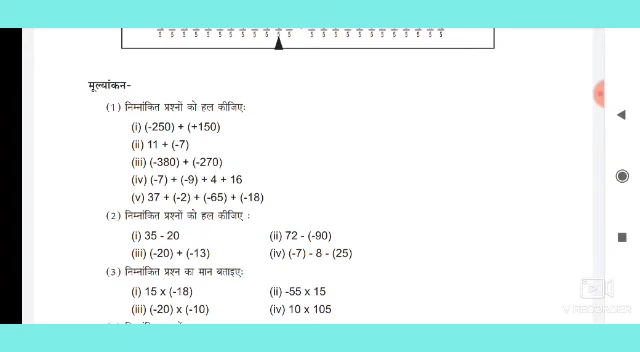 मूल्यांकन-
(1) निम्नांकित प्रश्नों को हल कीजिएः
(i) (-250) + (+150)
(ii) 11 + (-7)
(iii) (-380) + (-270)
(iv) (-7) + (-9) + 4 + 16
(v) 37 + (-2) + (-65) + (-18)
(2) निम्नांकित प्रश्नों को हल कीजिए :
(i) 35 - 20 (ii) 72 - (-90)
(iii) (-20) + (-13) (iv) (-7) - 8 - (25)
(3) निम्नांकित प्रश्न का मान बताइएः
(i) 15 x (-18) (ii) -55 x 15
(iii) (-20) x (-10) (iv) 10 x 105
V RECORDER